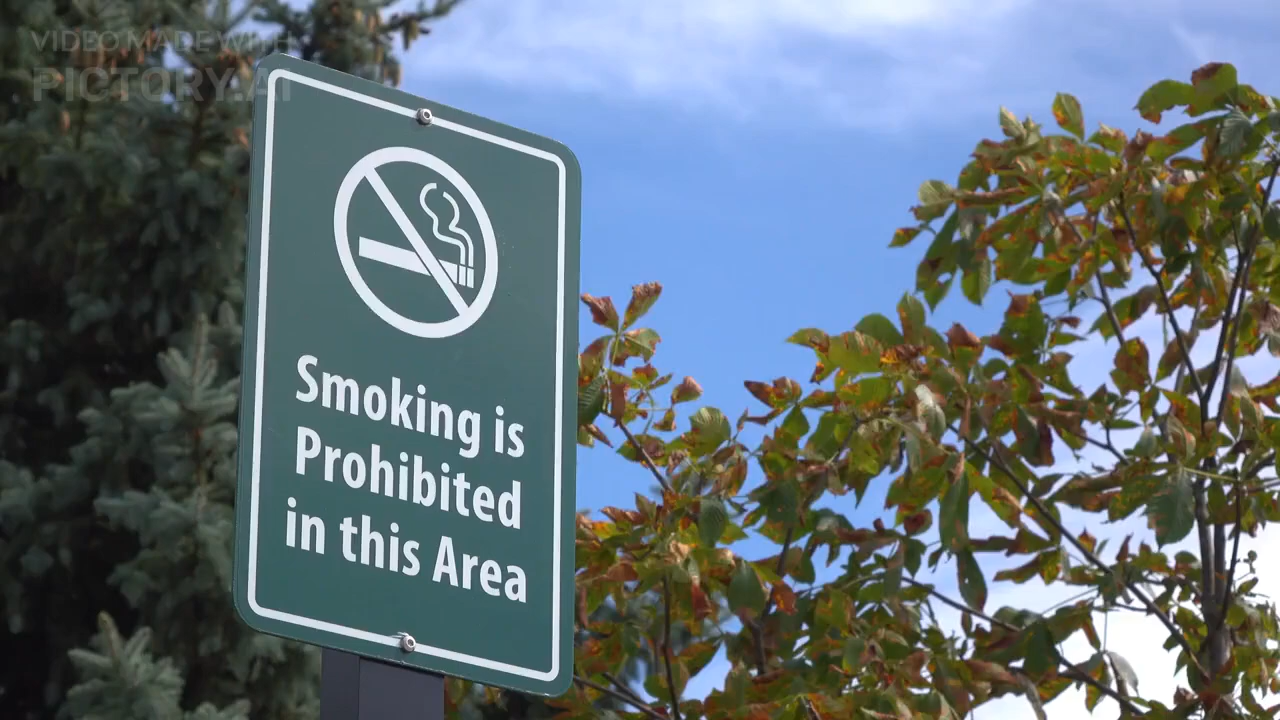 VIDEO MADE WITH
PICTORY.AI
Smoking is
Prohibited
in this Area